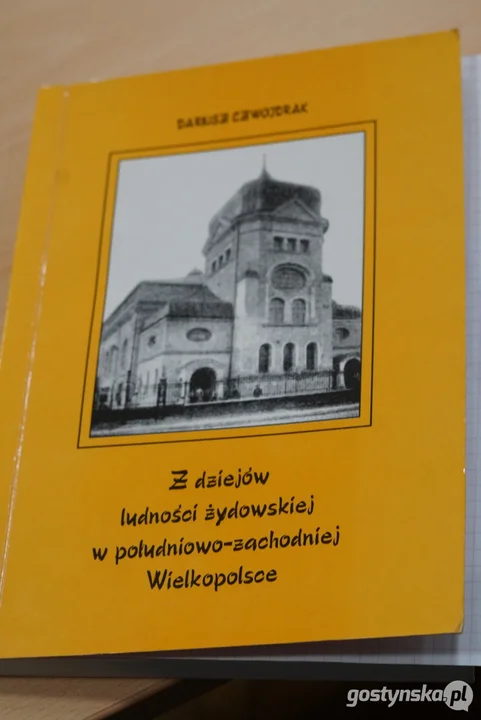 DARIUSZ CZWOJDRAK
Z dziejów
ludności żydowskiej
w południowo-zachodniej
Wielkopolsce
gostynska.pl